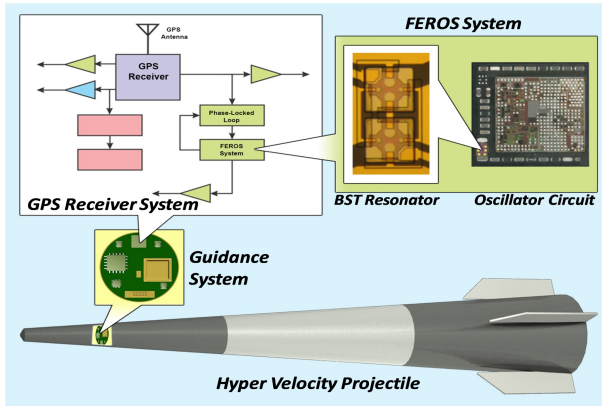 FEROS System
GPS
Antenna
GPS
Receiver
Phase-Locked
Loop
FEROS
System
GPS Receiver System
BST Resonator
Oscillator Circuit
Guidance
System
Hyper Velocity Projectile